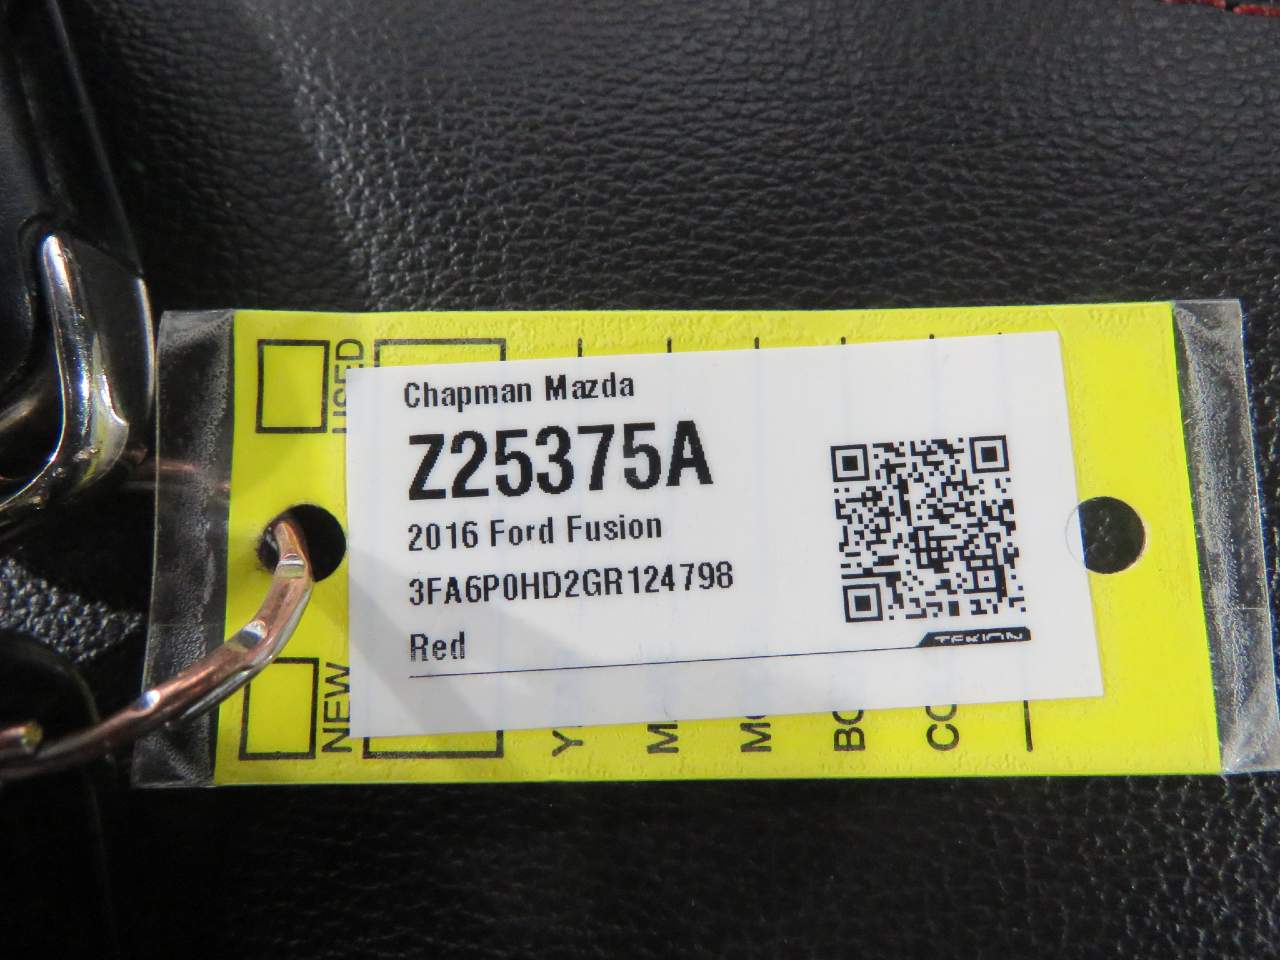 Chapman Mazda
Z25375A
2016 Ford Fusion
3FA6P0HD2GR124798
Red
TEKION
USED
NEW